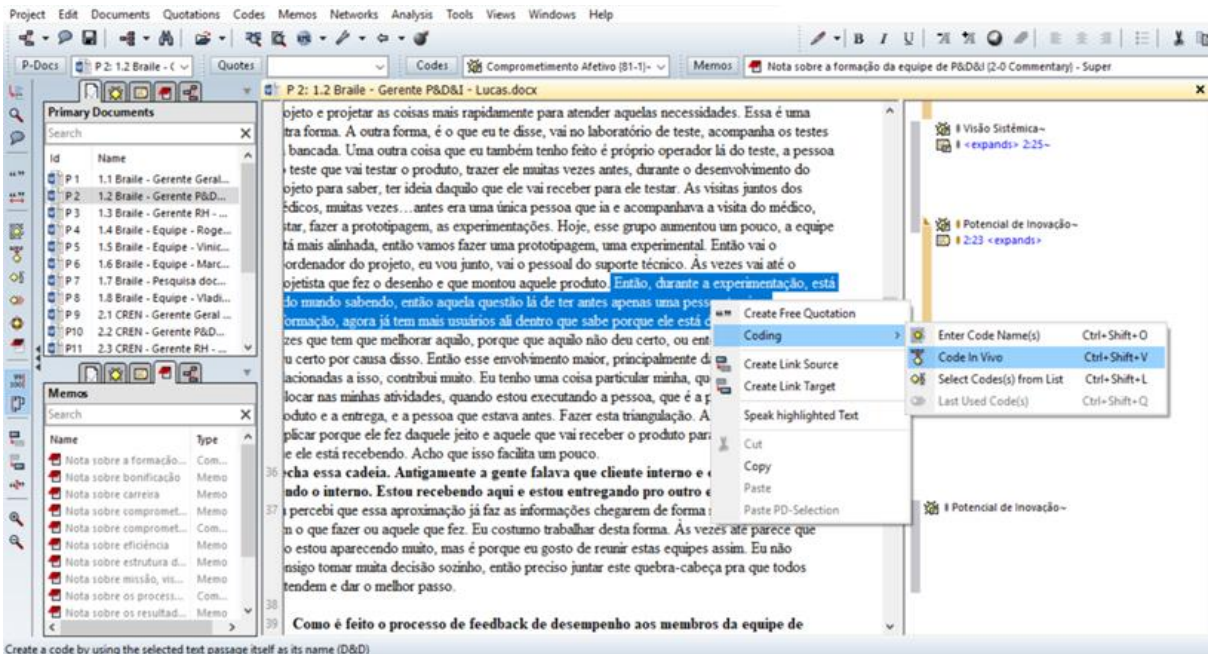 Project Edit Documents Quotations Codes Memos Networks Analysis Tools Views Windows Help
B I U
P-Docs P 2: 1.2 Braile - ( Quotes Codes Comprometimento Afetivo {81-1}~ Memos Nota sobre a formação da equipe de P&D&I {2-0 Commentary} - Super
P 2: 1.2 Braile - Gerente P&D&I - Lucas.docx
Primary Documents
Search
Id Name
P 1 1.1 Braile - Gerente Geral...
P 2 1.2 Braile - Gerente P&D...
P 3 1.3 Braile - Gerente RH - ...
P 4 1.4 Braile - Equipe - Roge...
P 5 1.5 Braile - Equipe - Vinic...
P 6 1.6 Braile - Equipe - Marc...
P 7 1.7 Braile - Pesquisa doc...
P 8 1.8 Braile - Equipe - Vladi...
P 9 2.1 CREN - Gerente Geral ...
P10 2.2 CREN - Gerente P&D...
P11 2.3 CREN - Gerente RH - ...
Memos
Search
Name Type
Nota sobre a formação... Com...
Nota sobre bonificação Memo
Nota sobre carreira Memo
Nota sobre compromet... Memo
Nota sobre compromet... Com...
Nota sobre eficiência Memo
Nota sobre estrutura d... Memo
Nota sobre missão, vis... Memo
Nota sobre os process... Com...
Nota sobre os resultad... Memo
ojeto e projetar as coisas mais rapidamente para atender aquelas necessidades. Essa é uma
tra forma. A outra forma, é o que eu te disse, vai no laboratório de teste, acompanha os testes
bancada. Uma outra coisa que eu também tenho feito é próprio operador lá do teste, a pessoa
teste que vai testar o produto, trazer ele muitas vezes antes, durante o desenvolvimento do
ojeto para saber, ter ideia daquilo que ele vai receber para ele testar. As visitas juntos dos
édicos, muitas vezes…antes era uma única pessoa que ia e acompanhava a visita do médico,
star, fazer a prototipagem, as experimentações. Hoje, esse grupo aumentou um pouco, a equipe
tá mais alinhada, então vamos fazer uma prototipagem, uma experimental. Então vai o
ordenador do projeto, eu vou junto, vai o pessoal do suporte técnico. Às vezes vai até o
ojetista que fez o desenho e que montou aquele produto. Então, durante a experimentação, está
do mundo sabendo, então aquela questão lá de ter antes apenas uma
formação, agora já tem mais usuários ali dentro que sabe porque ele está
zes que tem que melhorar aquilo, porque que aquilo não deu certo, ou
u certo por causa disso. Então esse envolvimento maior, principalmente
lacionadas a isso, contribui muito. Eu tenho uma coisa particular minha,
locar nas minhas atividades, quando estou executando a pessoa, que é a
oduto e a entrega, e a pessoa que estava antes. Fazer esta triangulação. A
plicar porque ele fez daquele jeito e aquele que vai receber o produto
e ele está recebendo. Acho que isso facilita um pouco.
36 echa essa cadeia. Antigamente a gente falava que cliente interno e
ndo o interno. Estou recebendo aqui e estou entregando pro outro
37 percebi que essa aproximação já faz as informações chegarem de forma
m o que fazer ou aquele que fez. Eu costumo trabalhar desta forma. Às vezes até parece que
o estou aparecendo muito, mas é porque eu gosto de reunir estas equipes assim. Eu não
nsigo tomar muita decisão sozinho, então preciso juntar este quebra-cabeça pra que todos
tendem e dar o melhor passo.
38
39 Como é feito o processo de feedback de desempenho aos membros da equipe de
Create Free Quotation
Coding
Create Link Source
Create Link Target
Speak highlighted Text
Cut
Copy
Paste
Paste PD-Selection
Enter Code Name(s) Ctrl+Shift+O
Code In Vivo Ctrl+Shift+V
Select Codes(s) from List Ctrl+Shift+L
Last Used Code(s) Ctrl+Shift+Q
Visão Sistêmica~
<expands> 2:25~
Potencial de Inovação~
2:23 <expands>
Potencial de Inovação~
Create a code by using the selected text passage itself as its name (D&D)